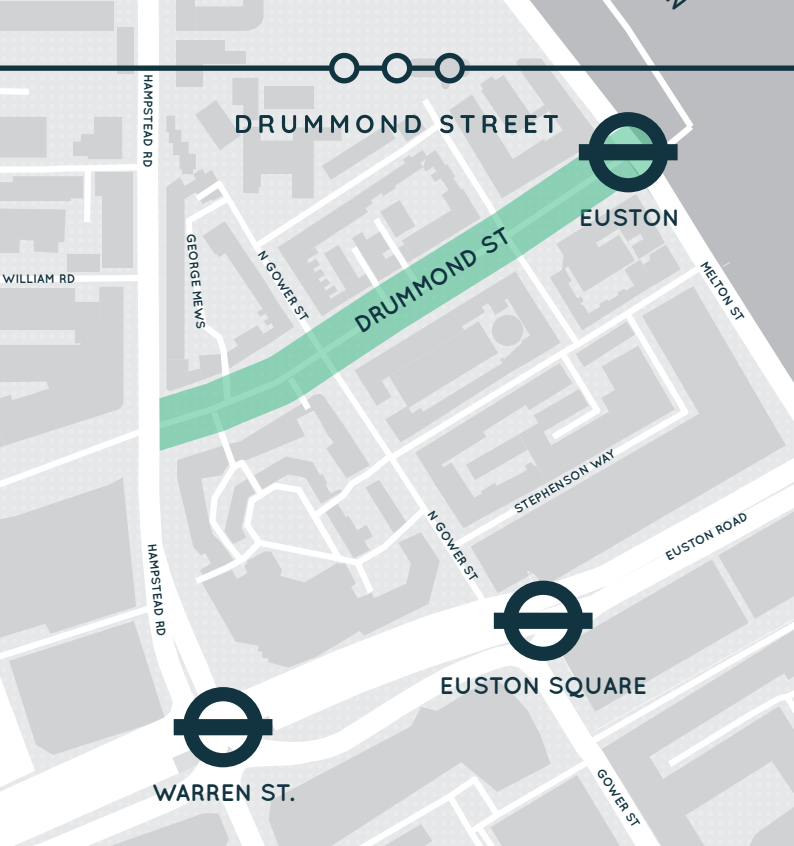 HAMPSTEAD RD
DRUMMOND STREET
EUSTON
GEORGE MEWS
N GOWER ST
DRUMMOND ST
WILLIAM RD
MELTON ST
STEPHENSON WAY
N GOWER ST
EUSTON ROAD
HAMPSTEAD RD
EUSTON SQUARE
WARREN ST.
GOWER ST